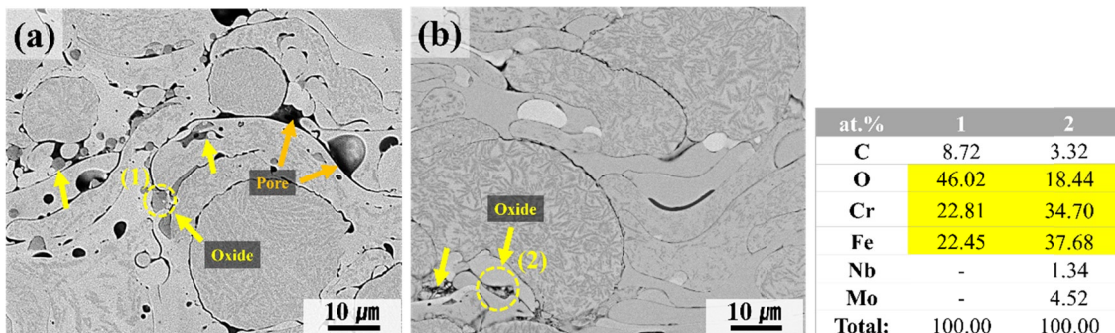 (a)
(1)
Pore
Oxide
10 μm
(b)
Oxide
(2)
10 μm
at.% 1 2
C 8.72 3.32
O 46.02 18.44
Cr 22.81 34.70
Fe 22.45 37.68
Nb - 1.34
Mo - 4.52
Total: 100.00 100.00